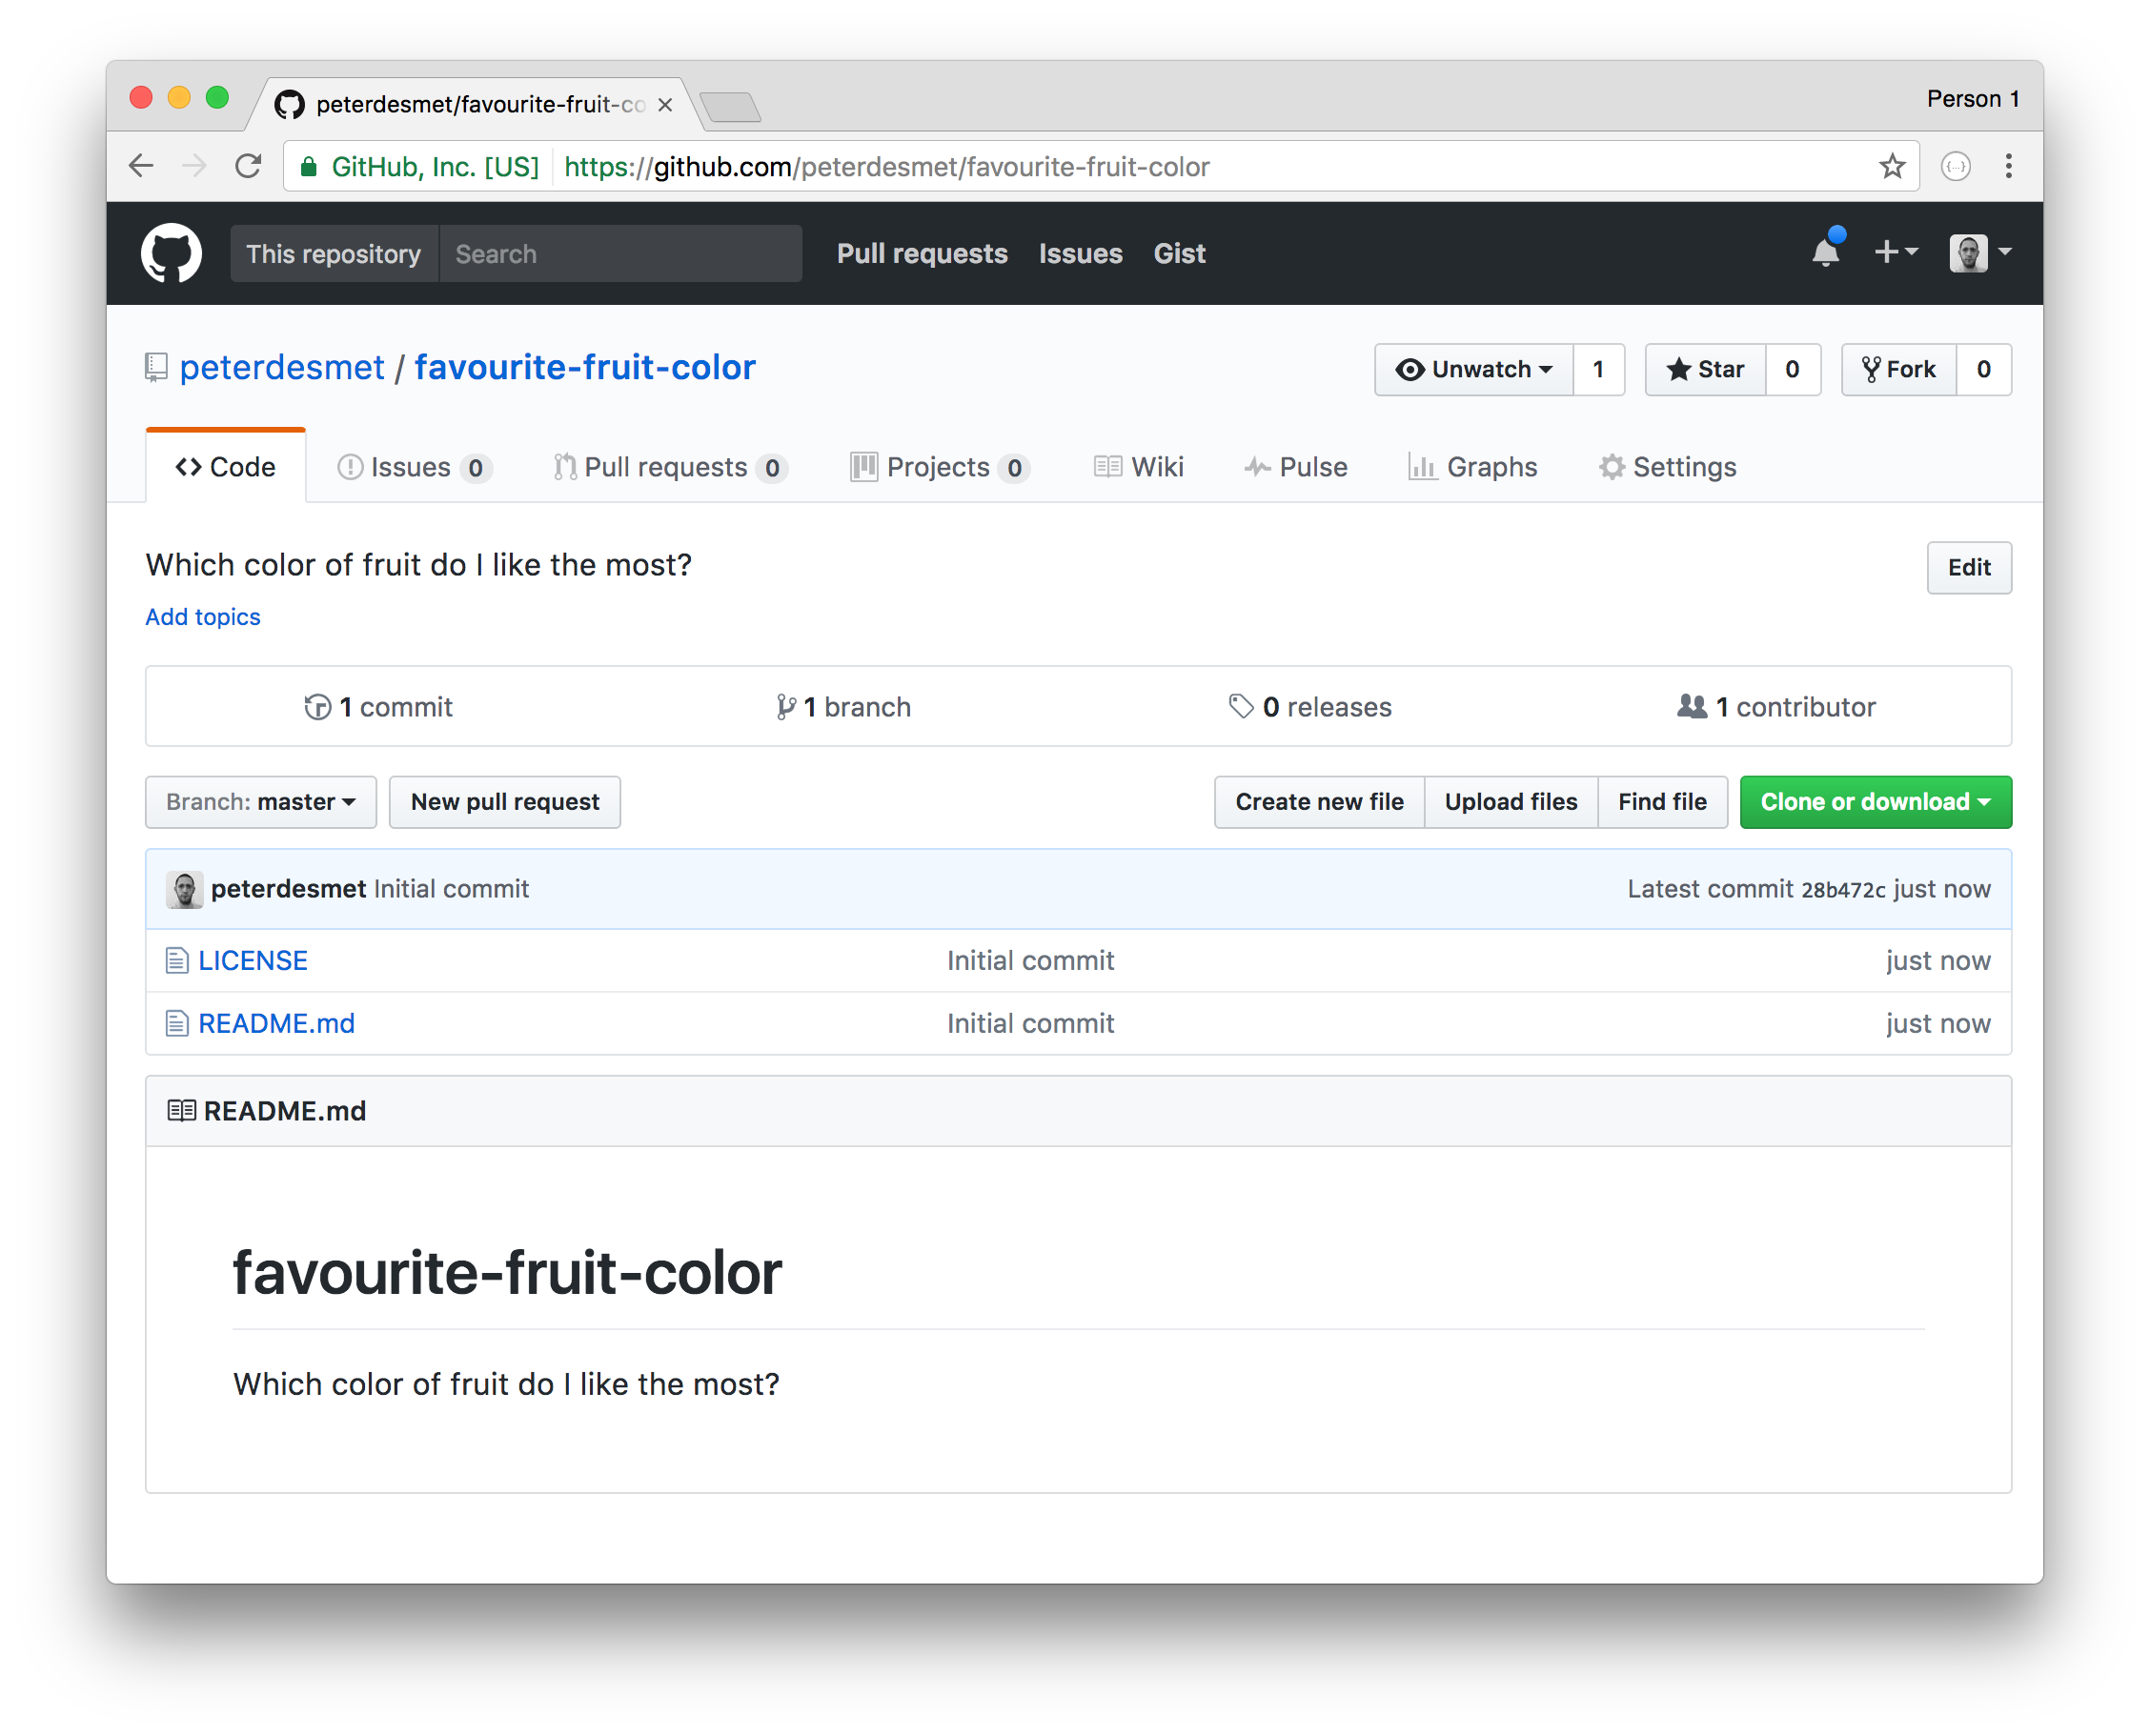 peterdesmet/favourite-fruit-co
Person 1
GitHub, Inc. [US] https://github.com/peterdesmet/favourite-fruit-color
This repository Search Pull requests Issues Gist
peterdesmet / favourite-fruit-color Unwatch 1 Star 0 Fork 0
Code Issues 0 Pull requests 0 Projects 0 Wiki Pulse Graphs Settings
Which color of fruit do I like the most? Edit
Add topics
1 commit 1 branch 0 releases 1 contributor
Branch: master New pull request Create new file Upload files Find file Clone or download
peterdesmet Initial commit Latest commit 28b472c just now
LICENSE Initial commit just now
README.md Initial commit just now
README.md
favourite-fruit-color
Which color of fruit do I like the most?